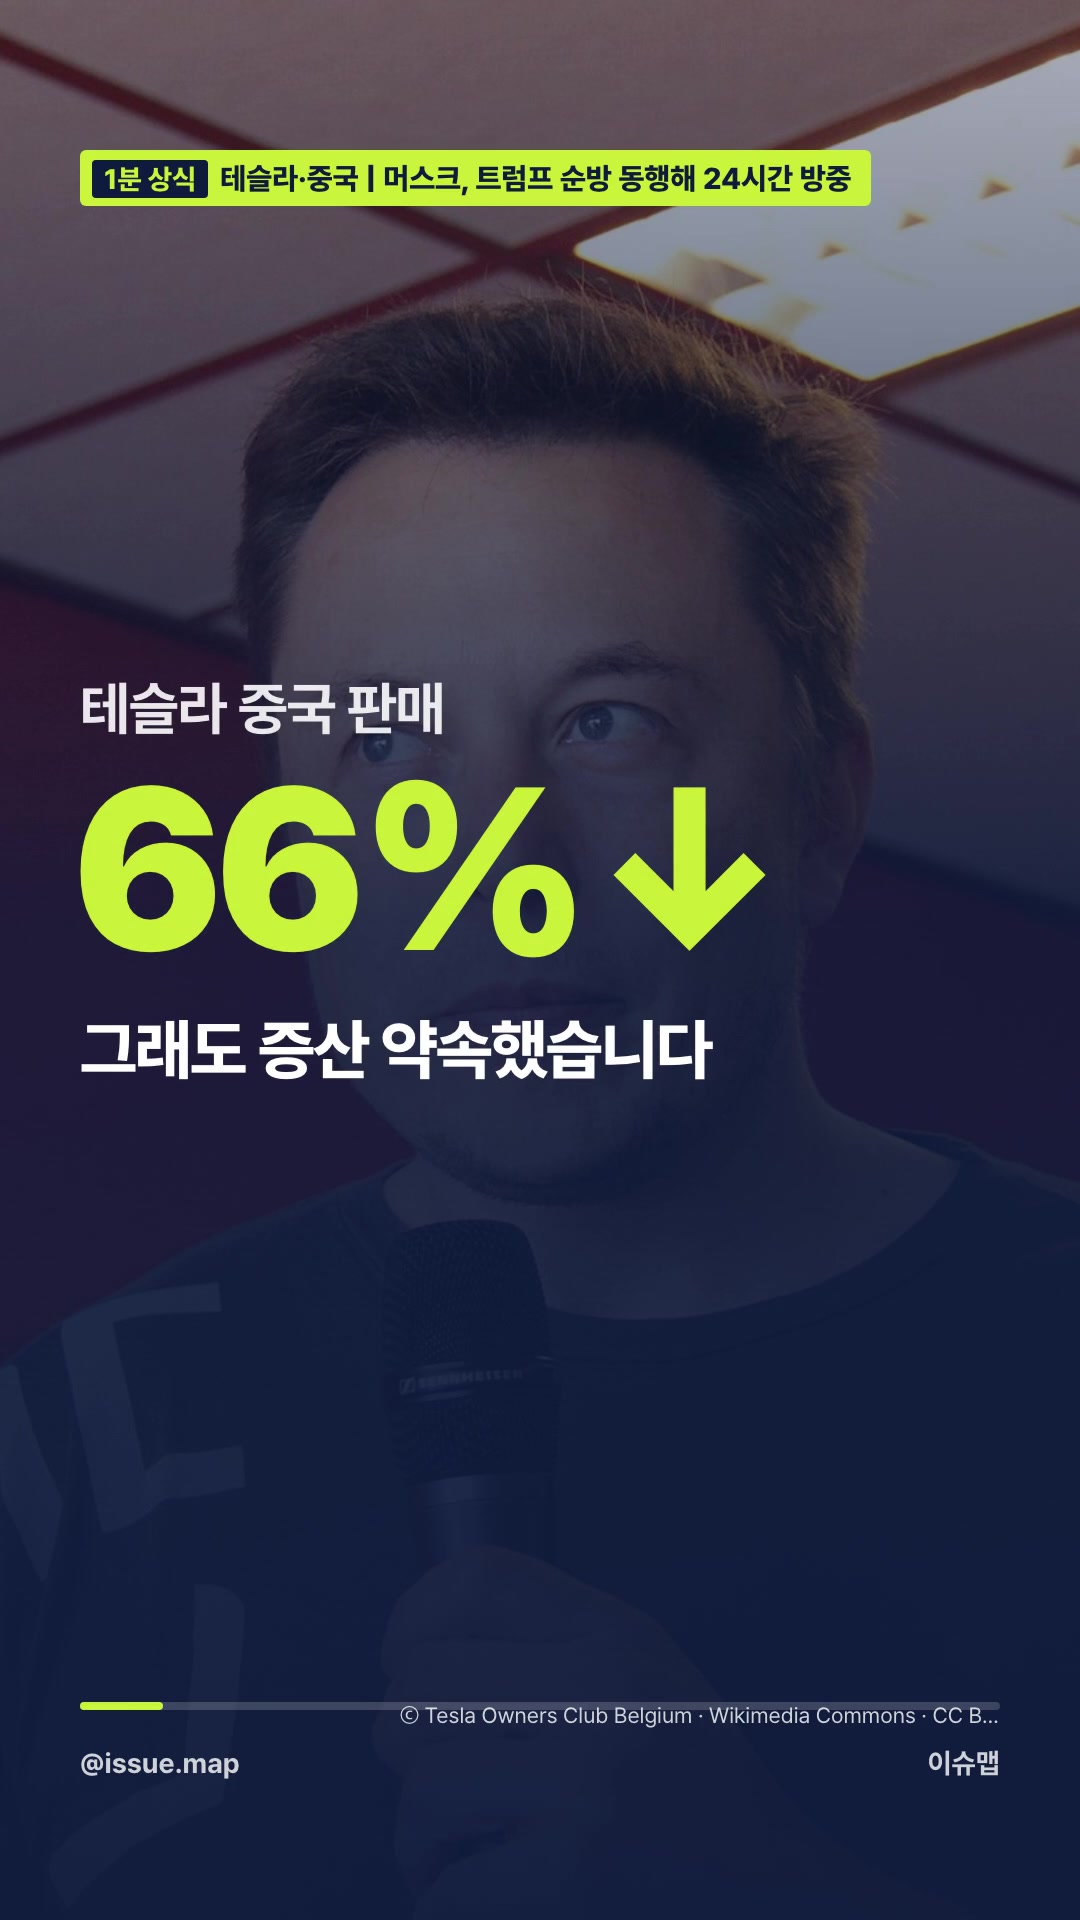 1분 상식 테슬라·중국 | 머스크, 트럼프 순방 동행해 24시간 방중
테슬라 중국 판매
66%↓
그래도 증산 약속했습니다
SENNHEISER
© Tesla Owners Club Belgium · Wikimedia Commons · CC B...
@issue.map
이슈맵